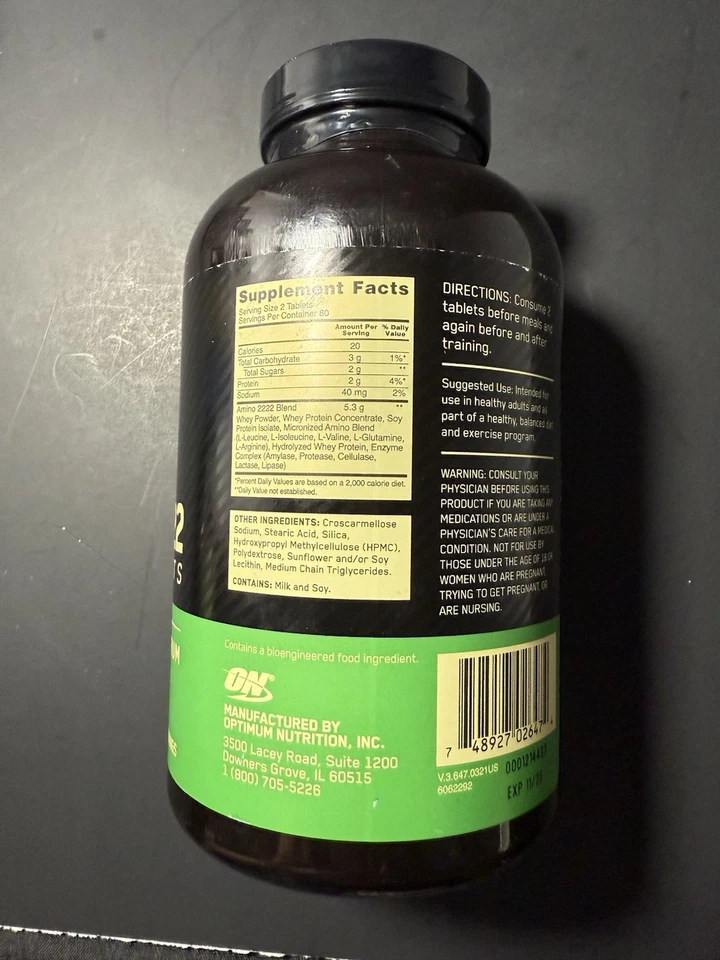 Supplement Facts
Serving Size 2 Tablets
Servings Per Container 80
Amount Per Serving % Daily Value
Calories 20
Total Carbohydrate 3 g 1%*
Total Sugars 2 g **
Protein 2 g 4%*
Sodium 40 mg 2%
Amino 2222 Blend 5.3 g **
Whey Powder, Whey Protein Concentrate, Soy
Protein Isolate, Micronized Amino Blend
(L-Leucine, L-Isoleucine, L-Valine, L-Glutamine,
L-Arginine), Hydrolyzed Whey Protein, Enzyme
Complex (Amylase, Protease, Cellulase,
Lactase, Lipase)
*Percent Daily Values are based on a 2,000 calorie diet.
**Daily Value not established.
OTHER INGREDIENTS: Croscarmellose
Sodium, Stearic Acid, Silica,
Hydroxypropyl Methylcellulose (HPMC),
Polydextrose, Sunflower and/or Soy
Lecithin, Medium Chain Triglycerides.
CONTAINS: Milk and Soy.
DIRECTIONS: Consume 2
tablets before meals and
again before and after
training.
Suggested Use: Intended for
use in healthy adults and as
part of a healthy, balanced diet
and exercise program.
WARNING: CONSULT YOUR
PHYSICIAN BEFORE USING THIS
PRODUCT IF YOU ARE TAKING ANY
MEDICATIONS OR ARE UNDER A
PHYSICIAN'S CARE FOR A MEDICAL
CONDITION. NOT FOR USE BY
THOSE UNDER THE AGE OF 18 OR
WOMEN WHO ARE PREGNANT,
TRYING TO GET PREGNANT, OR
ARE NURSING.
2
TS
UM
Contains a bioengineered food ingredient.
ON
MANUFACTURED BY
OPTIMUM NUTRITION, INC.
3500 Lacey Road, Suite 1200
Downers Grove, IL 60515
1 (800) 705-5226
7 48927 02647 4
V.3.647.0321US
6062292
EXP 11/